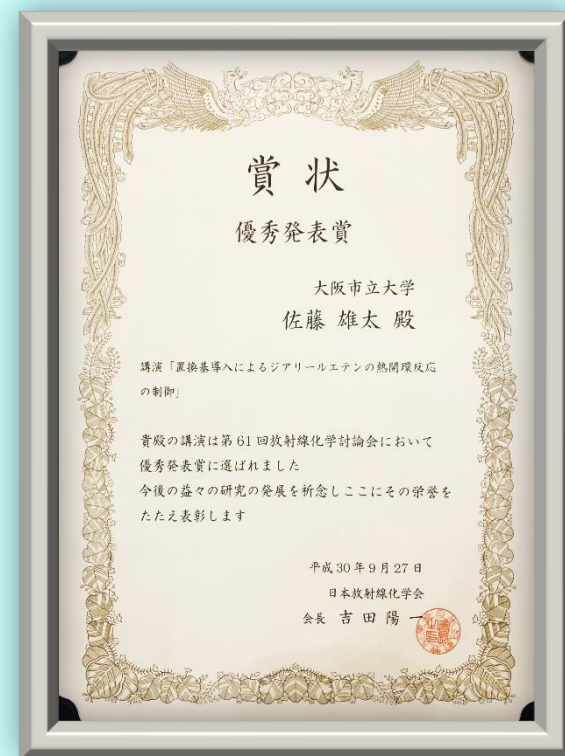 賞状
優秀発表賞
大阪市立大学
佐藤 雄太 殿
講演「置換基導入によるジアリールエテンの熱開環反応
の制御」
貴殿の講演は第61回放射線化学討論会において
優秀発表賞に選ばれました
今後の益々の研究の発展を祈念しここにその栄誉を
たたえ表彰します
平成30年9月27日
日本放射線化学会
会長 吉田陽一